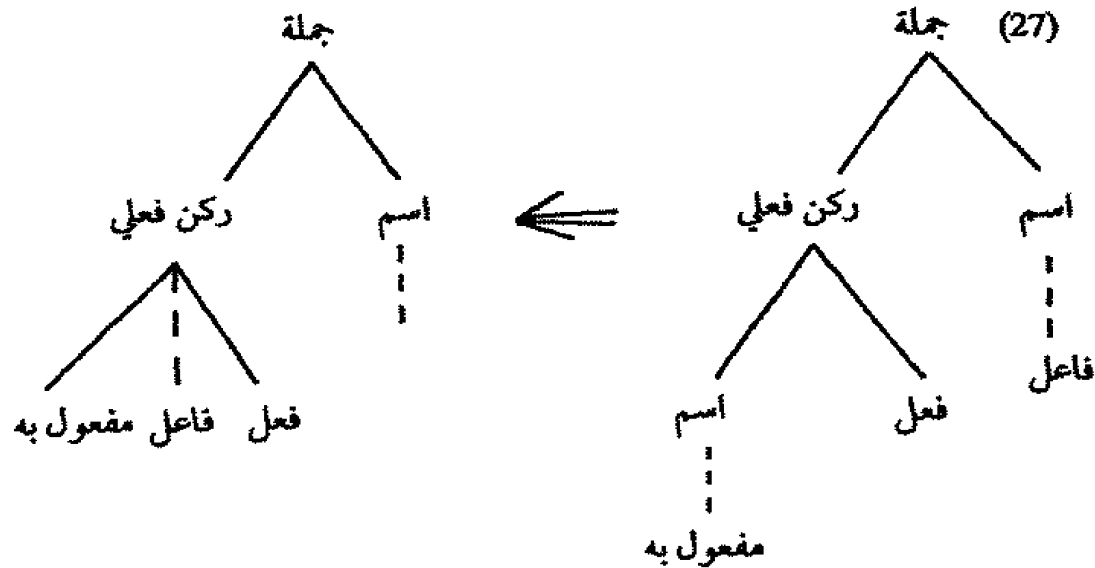 (27) جملة
اسم
ركن فعلي
فاعل
فعل
اسم
مفعول به
جملة
اسم
ركن فعلي
فعل
فاعل
مفعول به